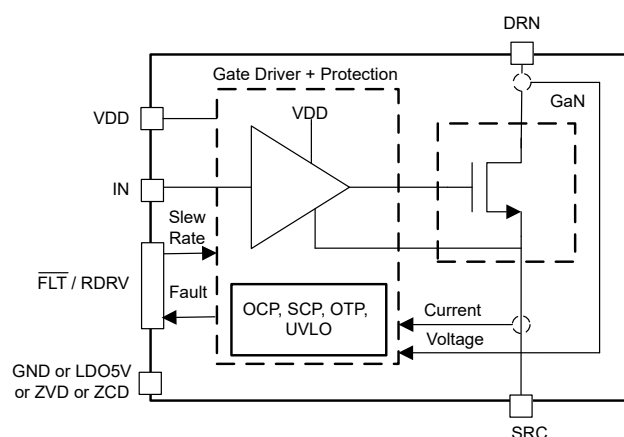 DRN
Gate Driver + Protection
GaN
VDD
VDD
IN
Slew
Rate
FLT / RDRV
Fault
OCP, SCP, OTP,
UVLO
Current
Voltage
GND or LDO5V
or ZVD or ZCD
SRC